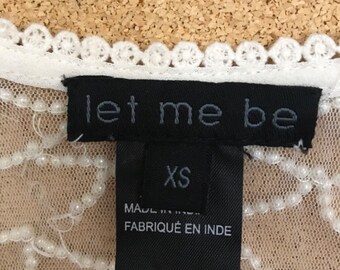 let me be
XS
MADE IN INDIA
FABRIQUÉ EN INDE